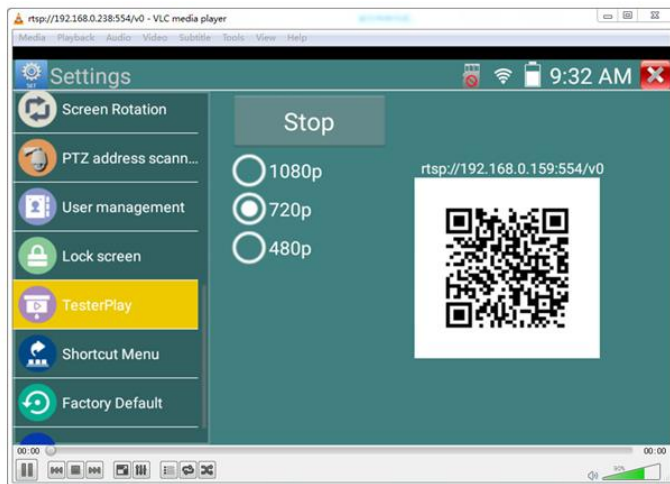 rtsp://192.168.0.238:554/v0 - VLC media player
Media Playback Audio Video Subtitle Tools View Help
Settings
SET
9:32 AM
Screen Rotation
PTZ address scann...
User management
Lock screen
TesterPlay
Shortcut Menu
Factory Default
Stop
1080p
720p
480p
rtsp://192.168.0.159:554/v0
00:00
00:00
90%